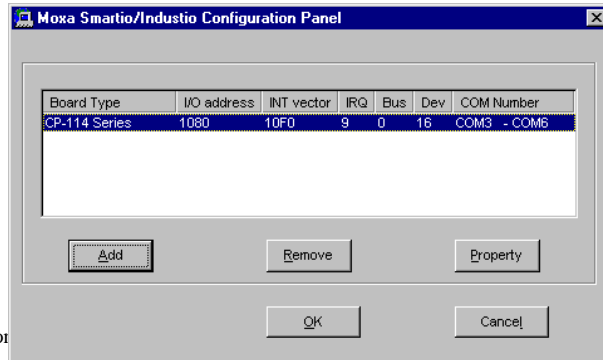 Moxa Smartio/Industio Configuration Panel
Board Type I/O address INT vector IRQ Bus Dev COM Number
CP-114 Series 1080 10F0 9 0 16 COM3 - COM6
Add Remove Property
OK Cancel